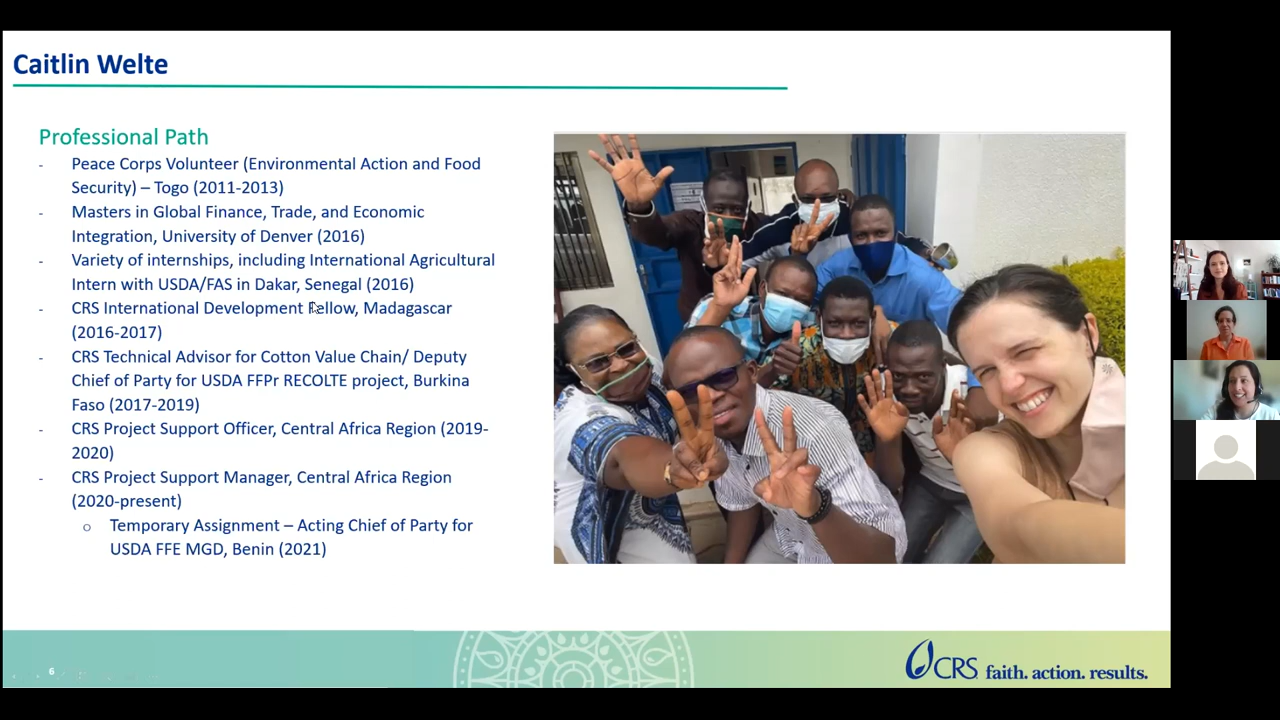 Caitlin Welte
Professional Path
- Peace Corps Volunteer (Environmental Action and Food
Security) – Togo (2011-2013)
- Masters in Global Finance, Trade, and Economic
Integration, University of Denver (2016)
- Variety of internships, including International Agricultural
Intern with USDA/FAS in Dakar, Senegal (2016)
- CRS International Development Fellow, Madagascar
(2016-2017)
- CRS Technical Advisor for Cotton Value Chain/ Deputy
Chief of Party for USDA FFPr RECOLTE project, Burkina
Faso (2017-2019)
- CRS Project Support Officer, Central Africa Region (2019-
2020)
- CRS Project Support Manager, Central Africa Region
(2020-present)
o Temporary Assignment – Acting Chief of Party for
USDA FFE MGD, Benin (2021)
6
CRS faith. action. results.